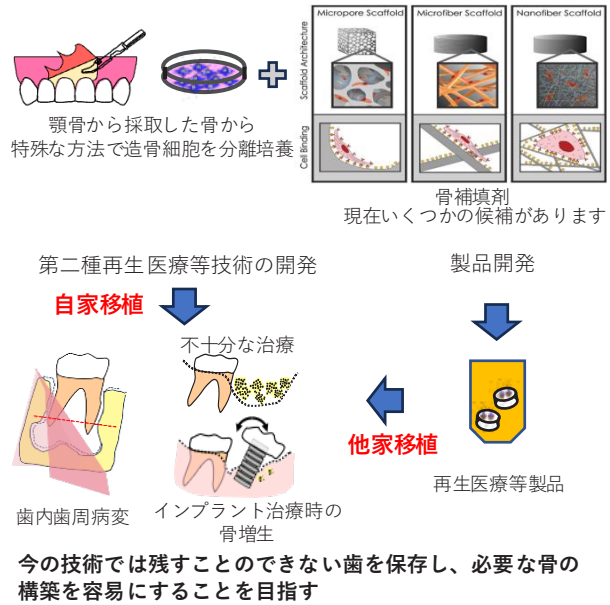 Micropore Scaffold
Microfiber Scaffold
Nanofiber Scaffold
Scaffold Architecture
Cell Binding
顎骨から採取した骨から
特殊な方法で造骨細胞を分離培養
骨補填剤
現在いくつかの候補があります
第二種再生医療等技術の開発
製品開発
自家移植
不十分な治療
他家移植
再生医療等製品
歯内歯周病変
インプラント治療時の
骨増生
今の技術では残すことのできない歯を保存し、必要な骨の
構築を容易にすることを目指す